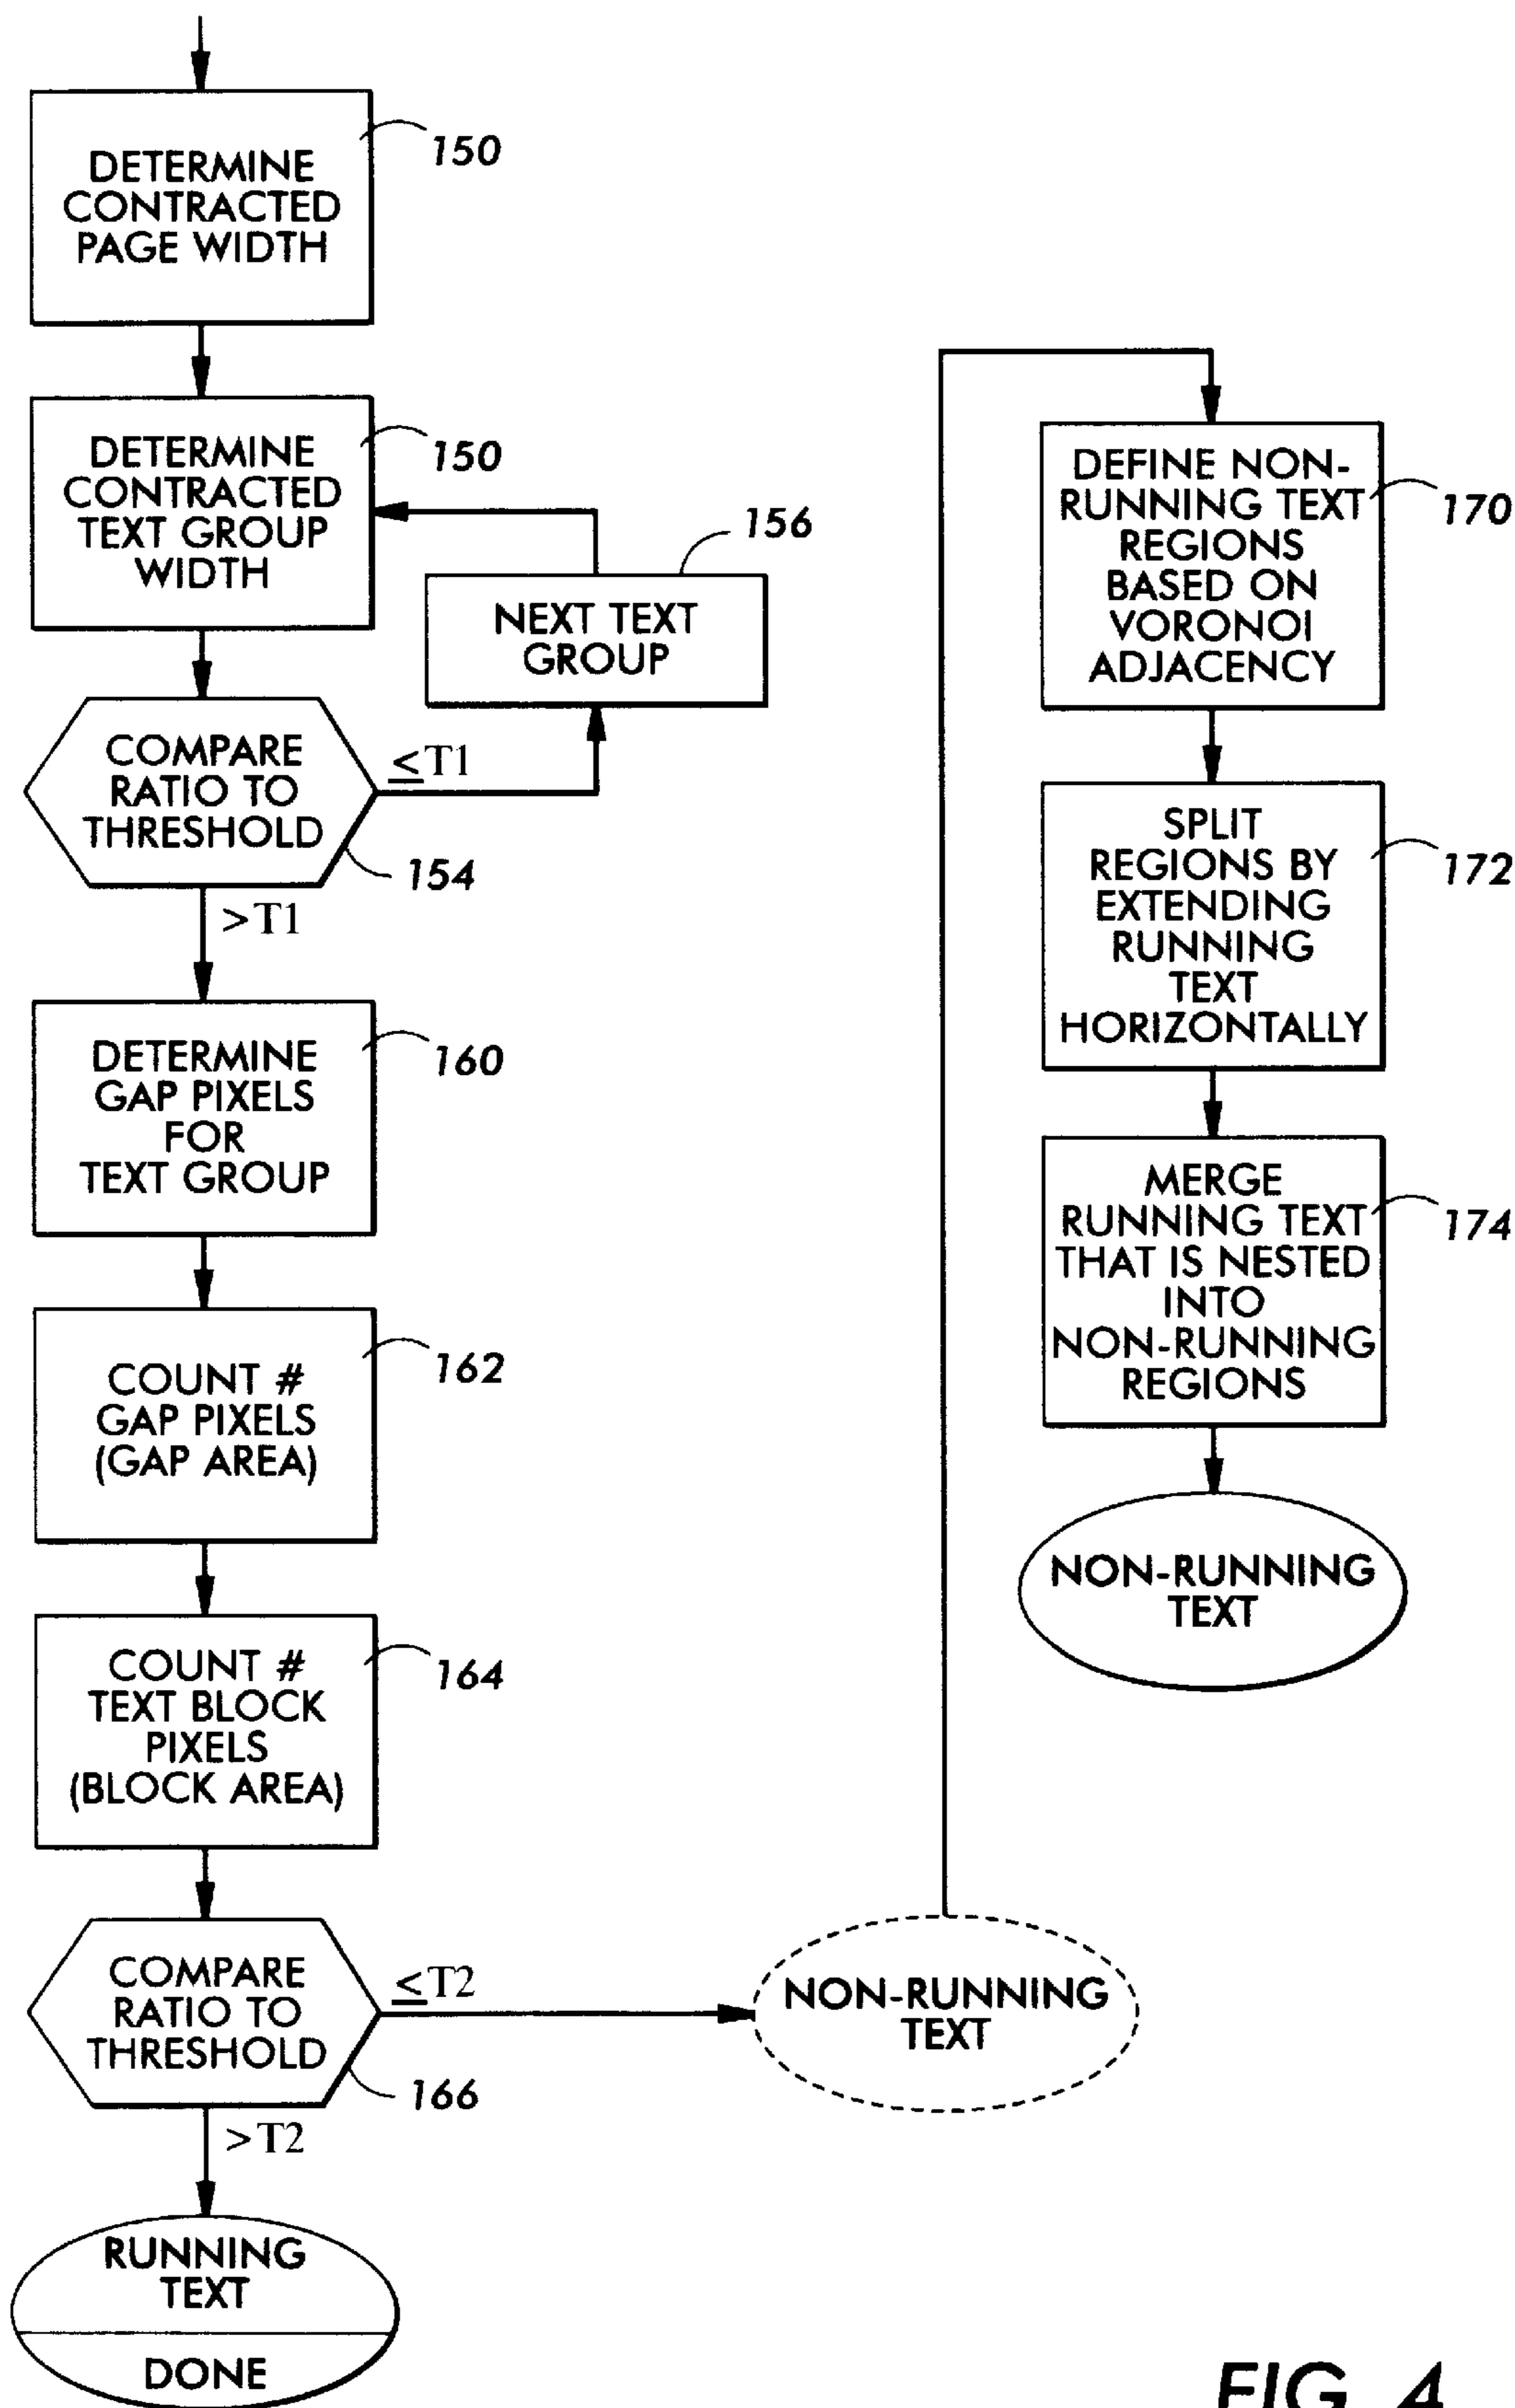 DETERMINE
CONTRACTED
PAGE WIDTH
150
DETERMINE
CONTRACTED
TEXT GROUP
WIDTH
150
156
NEXT TEXT
GROUP
COMPARE
RATIO TO
THRESHOLD
≤T1
154
>T1
DETERMINE
GAP PIXELS
FOR
TEXT GROUP
160
COUNT #
GAP PIXELS
(GAP AREA)
162
COUNT #
TEXT BLOCK
PIXELS
(BLOCK AREA)
164
COMPARE
RATIO TO
THRESHOLD
≤T2
166
>T2
RUNNING
TEXT
DONE
NON-RUNNING
TEXT
DEFINE NON-
RUNNING TEXT
REGIONS
BASED ON
VORONOI
ADJACENCY
170
SPLIT
REGIONS BY
EXTENDING
RUNNING
TEXT
HORIZONTALLY
172
MERGE
RUNNING TEXT
THAT IS NESTED
INTO
NON-RUNNING
REGIONS
174
NON-RUNNING
TEXT
FIG. 4